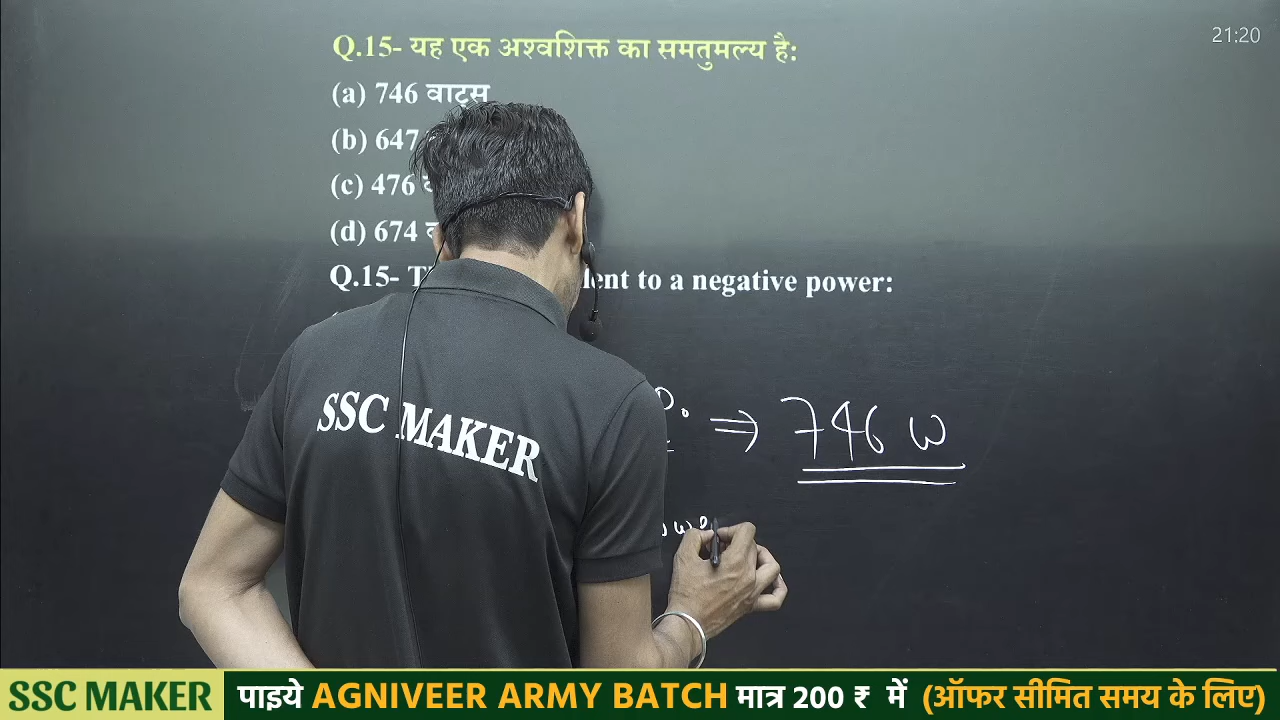 21:20
Q.15- यह एक अश्वशिक्त का समतुमल्य है:
(a) 746 वाट्स
(b) 647
(c) 476
(d) 674
Q.15- lent to a negative power:
⇒ 746 W
SSC MAKER
SSC MAKER पाइये AGNIVEER ARMY BATCH मात्र 200 ₹ में (ऑफर सीमित समय के लिए)